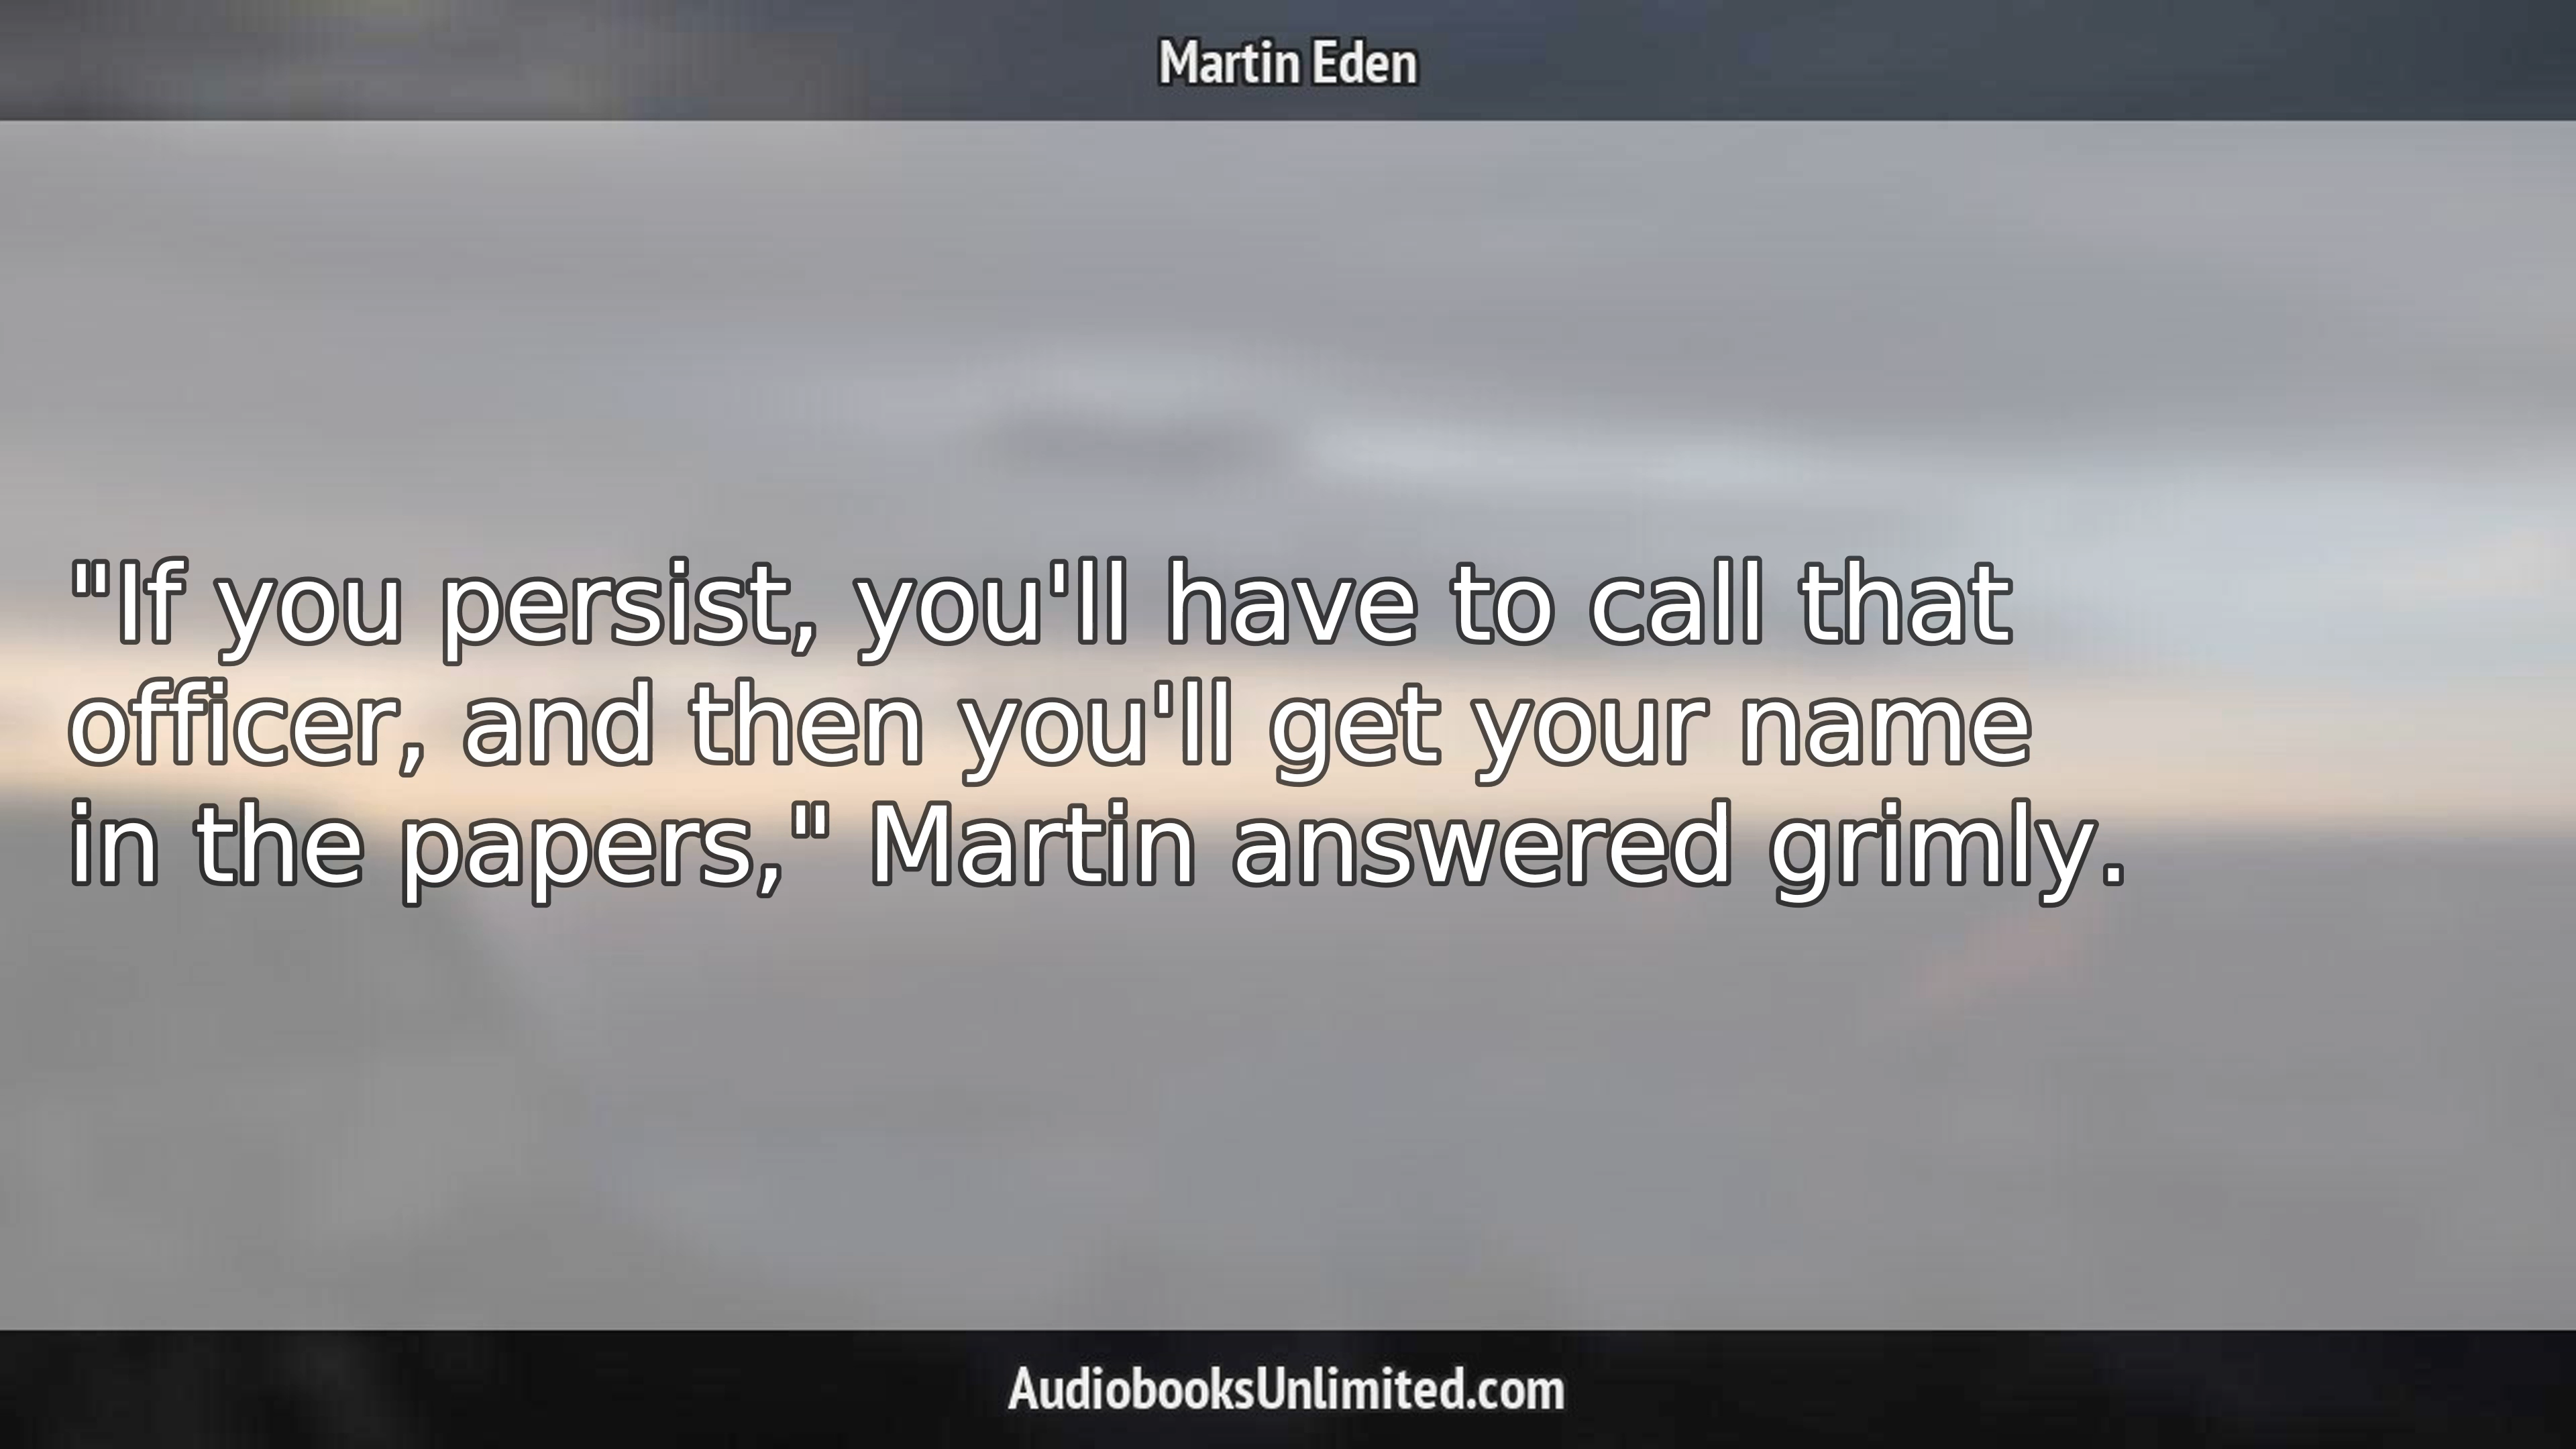 Martin Eden
"If you persist, you'll have to call that
officer, and then you'll get your name
in the papers," Martin answered grimly.
AudiobooksUnlimited.com